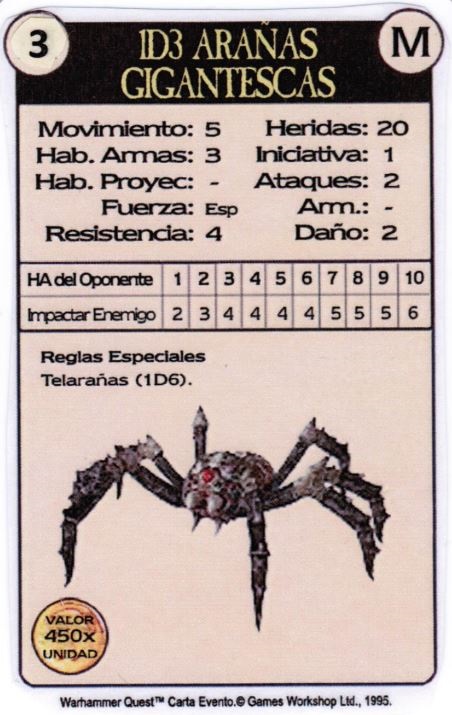 3
1D3 ARAÑAS
GIGANTESCAS
M
Movimiento: 5 Heridas: 20
Hab. Armas: 3 Iniciativa: 1
Hab. Proyec: - Ataques: 2
Fuerza: Esp Arm.: -
Resistencia: 4 Daño: 2
HA del Oponente 1 2 3 4 5 6 7 8 9 10
Impactar Enemigo 2 3 4 4 4 4 5 5 5 6
Reglas Especiales
Telarañas (1D6).
VALOR
450x
UNIDAD
Warhammer Quest™ Carta Evento.© Games Workshop Ltd., 1995.